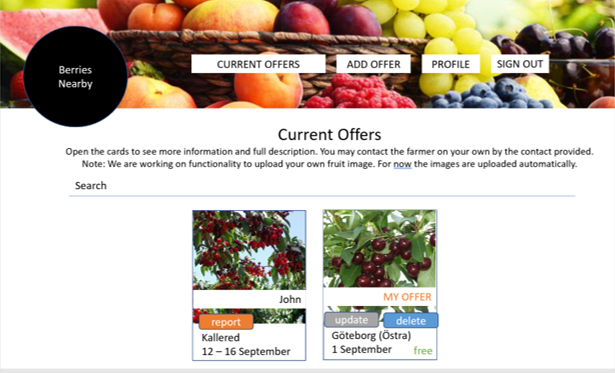 Berries
Nearby
CURRENT OFFERS
ADD OFFER
PROFILE
SIGN OUT
Current Offers
Open the cards to see more information and full description. You may contact the farmer on your own by the contact provided.
Note: We are working on functionality to upload your own fruit image. For now the images are uploaded automatically.
Search
John
report
Kallered
12 – 16 September
MY OFFER
update
delete
Göteborg (Östra)
1 September
free